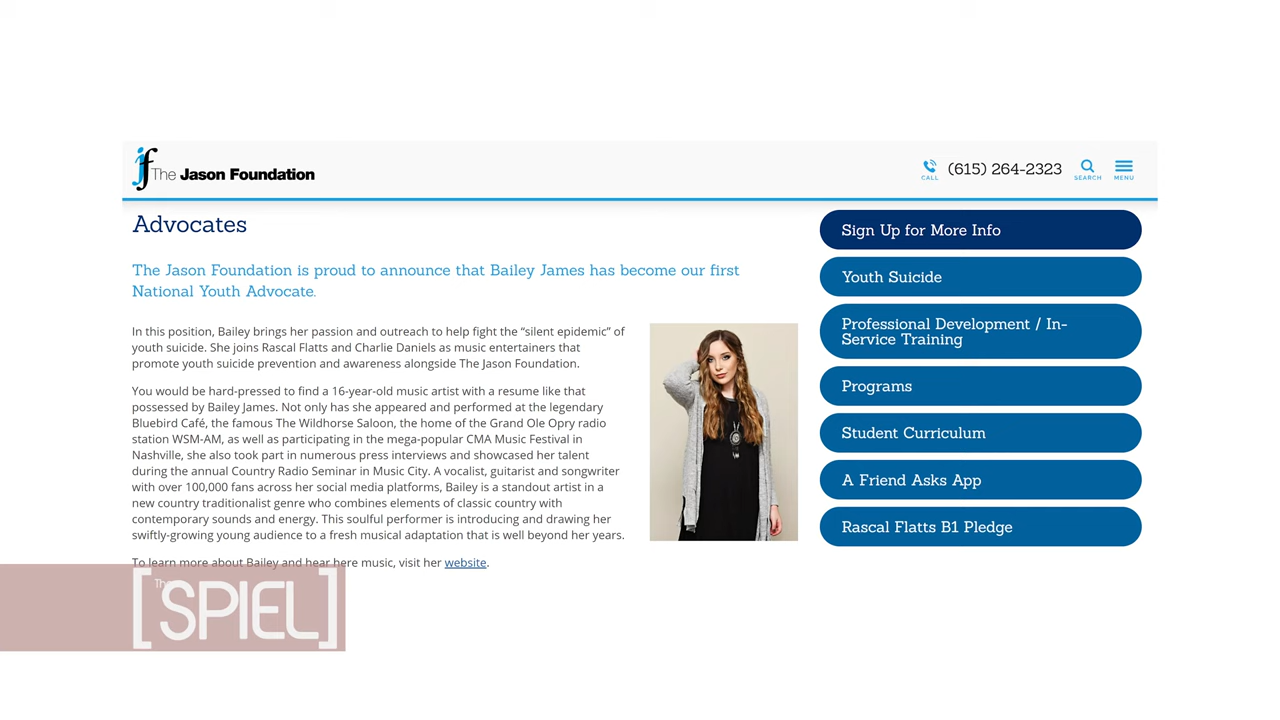 jf The Jason Foundation
CALL
(615) 264-2323
SEARCH
MENU
Advocates
The Jason Foundation is proud to announce that Bailey James has become our first
National Youth Advocate.
In this position, Bailey brings her passion and outreach to help fight the “silent epidemic” of
youth suicide. She joins Rascal Flatts and Charlie Daniels as music entertainers that
promote youth suicide prevention and awareness alongside The Jason Foundation.
You would be hard-pressed to find a 16-year-old music artist with a resume like that
possessed by Bailey James. Not only has she appeared and performed at the legendary
Bluebird Café, the famous The Wildhorse Saloon, the home of the Grand Ole Opry radio
station WSM-AM, as well as participating in the mega-popular CMA Music Festival in
Nashville, she also took part in numerous press interviews and showcased her talent
during the annual Country Radio Seminar in Music City. A vocalist, guitarist and songwriter
with over 100,000 fans across her social media platforms, Bailey is a standout artist in a
new country traditionalist genre who combines elements of classic country with
contemporary sounds and energy. This soulful performer is introducing and drawing her
swiftly-growing young audience to a fresh musical adaptation that is well beyond her years.
To learn more about Bailey and hear here music, visit her website.
Sign Up for More Info
Youth Suicide
Professional Development / In-
Service Training
Programs
Student Curriculum
A Friend Asks App
Rascal Flatts B1 Pledge
The
[SPIEL]